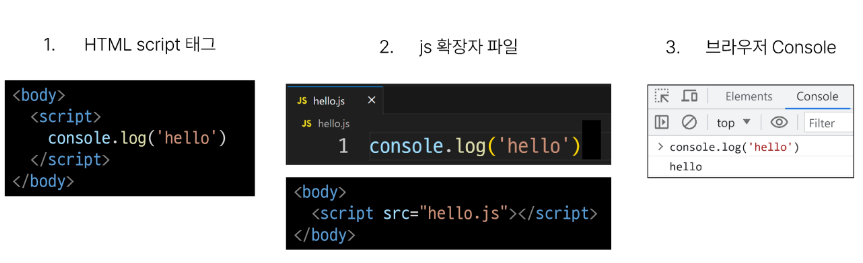 1. HTML script 태그
<body>
<script>
console.log('hello')
</script>
</body>
2. js 확장자 파일
JS hello.js ×
JS hello.js
1 console.log('hello')
<body>
<script src="hello.js"></script>
</body>
3. 브라우저 Console
Elements Console
top ▼ Filter
> console.log('hello')
hello